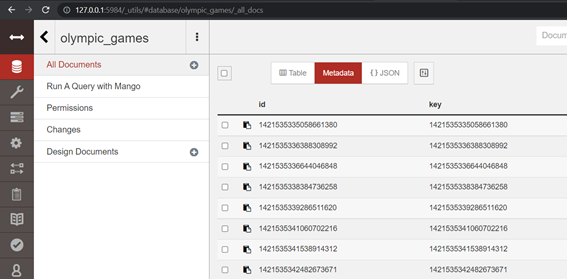 127.0.0.1:5984/_utils/#database/olympic_games/_all_docs
olympic_games
Docum
All Documents
Table
Metadata
{ } JSON
Run A Query with Mango
Permissions
id
key
Changes
1421535335058661380
1421535335058661380
Design Documents
1421535336388308992
1421535336388308992
1421535336644046848
1421535336644046848
1421535338384736258
1421535338384736258
1421535339286511620
1421535339286511620
1421535341060702216
1421535341060702216
1421535341538914312
1421535341538914312
1421535342482673671
1421535342482673671